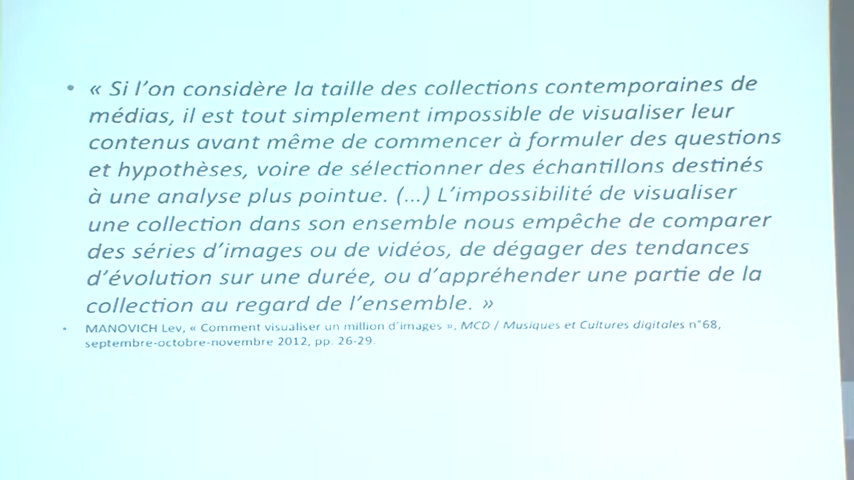 • « Si l’on considère la taille des collections contemporaines de
médias, il est tout simplement impossible de visualiser leur
contenus avant même de commencer à formuler des questions
et hypothèses, voire de sélectionner des échantillons destinés
à une analyse plus pointue. (...) L’impossibilité de visualiser
une collection dans son ensemble nous empêche de comparer
des séries d’images ou de vidéos, de dégager des tendances
d’évolution sur une durée, ou d’appréhender une partie de la
collection au regard de l’ensemble. »
• MANOVICH Lev, « Comment visualiser un million d’images », MCD / Musiques et Cultures digitales n°68,
septembre-octobre-novembre 2012, pp. 26-29.